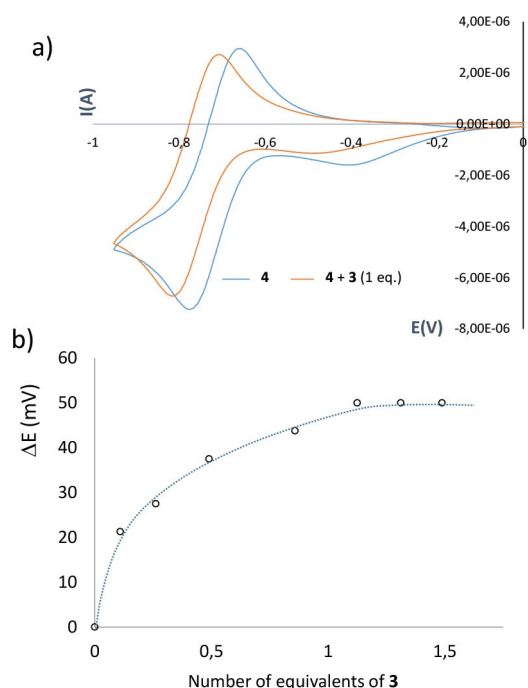 a)
4,00E-06
2,00E-06
I(A)
0,00E+00
-1
-0,8
-0,6
-0,4
-0,2
0
-2,00E-06
-4,00E-06
4
4 + 3 (1 eq.)
-6,00E-06
E(V)
-8,00E-06
b)
60
50
40
30
20
10
0
ΔE (mV)
0
0,5
1
1,5
Number of equivalents of 3